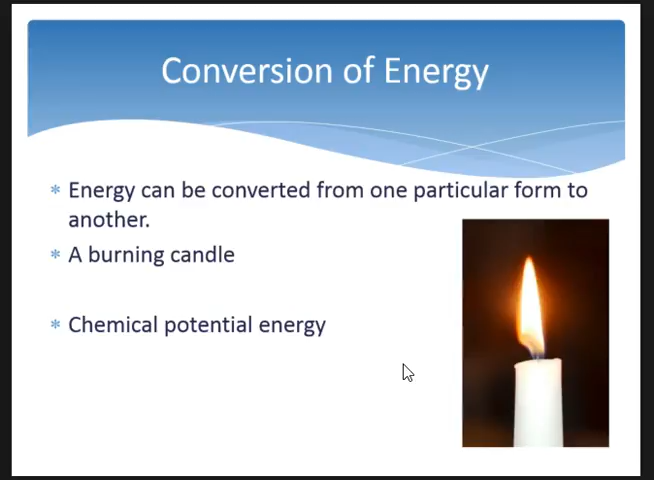 Conversion of Energy
Energy can be converted from one particular form to
another.
A burning candle
Chemical potential energy